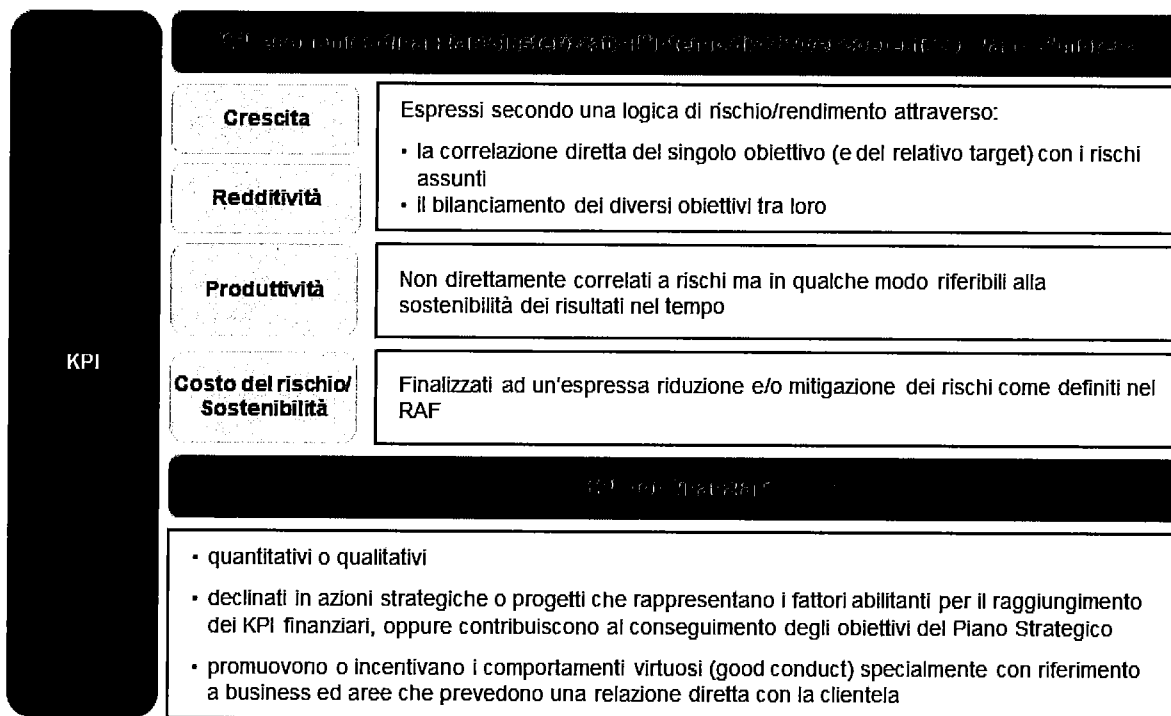 KPI
Crescita
Redditività
Espressi secondo una logica di rischio/rendimento attraverso:
• la correlazione diretta del singolo obiettivo (e del relativo target) con i rischi
assunti
• il bilanciamento dei diversi obiettivi tra loro
Produttività
Non direttamente correlati a rischi ma in qualche modo riferibili alla
sostenibilità dei risultati nel tempo
Costo del rischio/
Sostenibilità
Finalizzati ad un'espressa riduzione e/o mitigazione dei rischi come definiti nel
RAF
• quantitativi o qualitativi
• declinati in azioni strategiche o progetti che rappresentano i fattori abilitanti per il raggiungimento
dei KPI finanziari, oppure contribuiscono al conseguimento degli obiettivi del Piano Strategico
• promuovono o incentivano i comportamenti virtuosi (good conduct) specialmente con riferimento
a business ed aree che prevedono una relazione diretta con la clientela